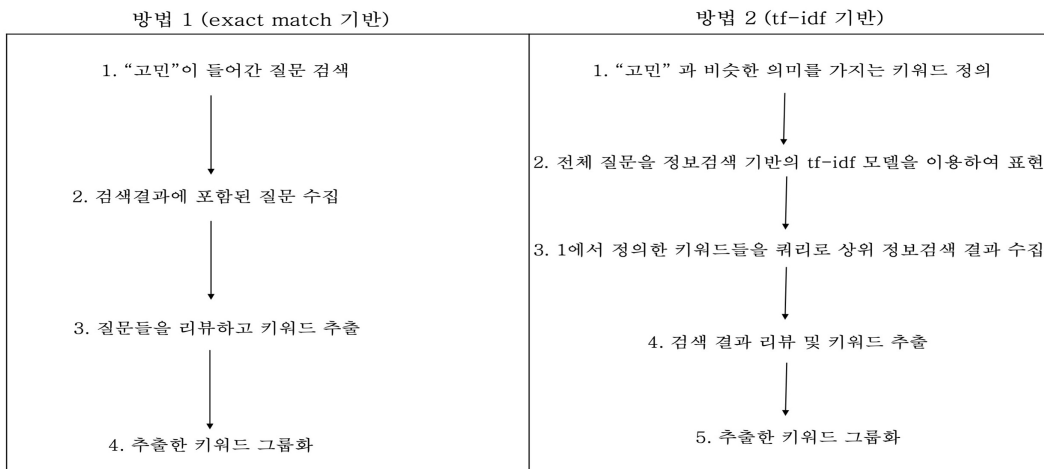 방법 1 (exact match 기반)
1. “고민”이 들어간 질문 검색
2. 검색결과에 포함된 질문 수집
3. 질문들을 리뷰하고 키워드 추출
4. 추출한 키워드 그룹화
방법 2 (tf-idf 기반)
1. “고민” 과 비슷한 의미를 가지는 키워드 정의
2. 전체 질문을 정보검색 기반의 tf-idf 모델을 이용하여 표현
3. 1에서 정의한 키워드들을 쿼리로 상위 정보검색 결과 수집
4. 검색 결과 리뷰 및 키워드 추출
5. 추출한 키워드 그룹화